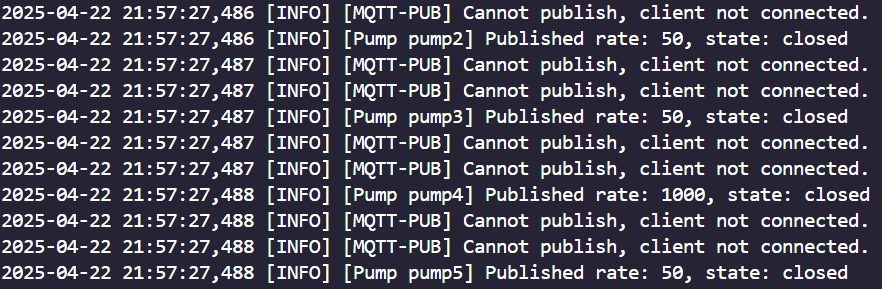 2025-04-22 21:57:27,486 [INFO] [MQTT-PUB] Cannot publish, client not connected.
2025-04-22 21:57:27,486 [INFO] [Pump pump2] Published rate: 50, state: closed
2025-04-22 21:57:27,487 [INFO] [MQTT-PUB] Cannot publish, client not connected.
2025-04-22 21:57:27,487 [INFO] [MQTT-PUB] Cannot publish, client not connected.
2025-04-22 21:57:27,487 [INFO] [Pump pump3] Published rate: 50, state: closed
2025-04-22 21:57:27,487 [INFO] [MQTT-PUB] Cannot publish, client not connected.
2025-04-22 21:57:27,487 [INFO] [MQTT-PUB] Cannot publish, client not connected.
2025-04-22 21:57:27,488 [INFO] [Pump pump4] Published rate: 1000, state: closed
2025-04-22 21:57:27,488 [INFO] [MQTT-PUB] Cannot publish, client not connected.
2025-04-22 21:57:27,488 [INFO] [MQTT-PUB] Cannot publish, client not connected.
2025-04-22 21:57:27,488 [INFO] [Pump pump5] Published rate: 50, state: closed